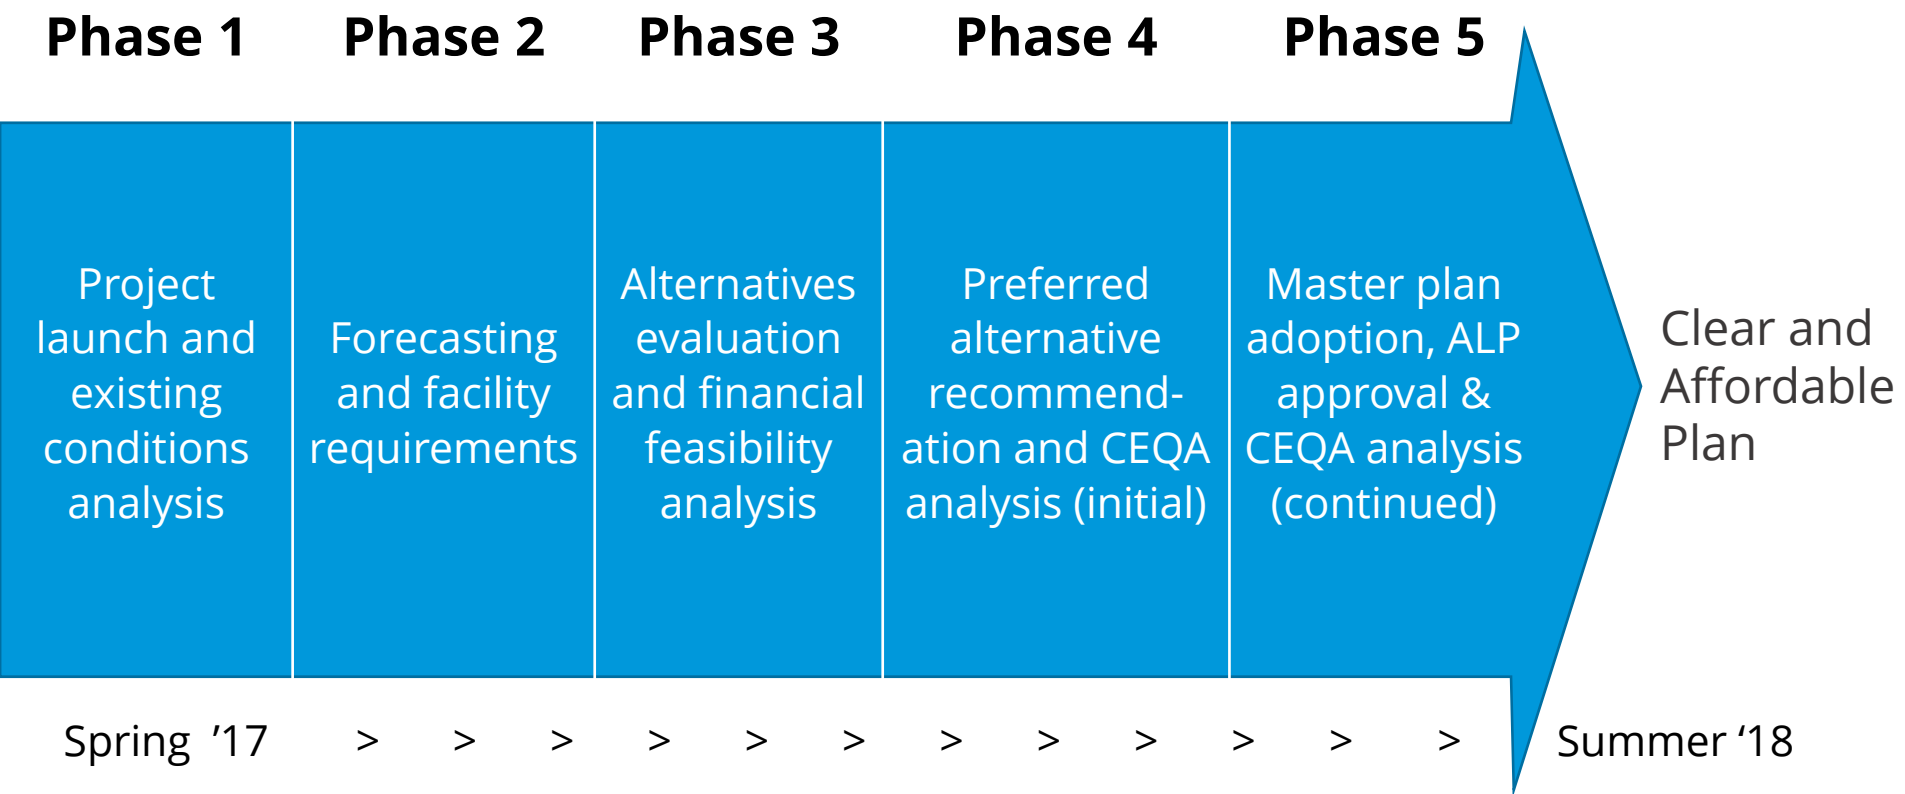 Phase 1
Phase 2
Phase 3
Phase 4
Phase 5
Project
launch and
existing
conditions
analysis
Forecasting
and facility
requirements
Alternatives
evaluation
and financial
feasibility
analysis
Preferred
alternative
recommend-
ation and CEQA
analysis (initial)
Master plan
adoption, ALP
approval &
CEQA analysis
(continued)
Clear and
Affordable
Plan
Spring ’17 > > > > > > > > > > > > Summer ‘18